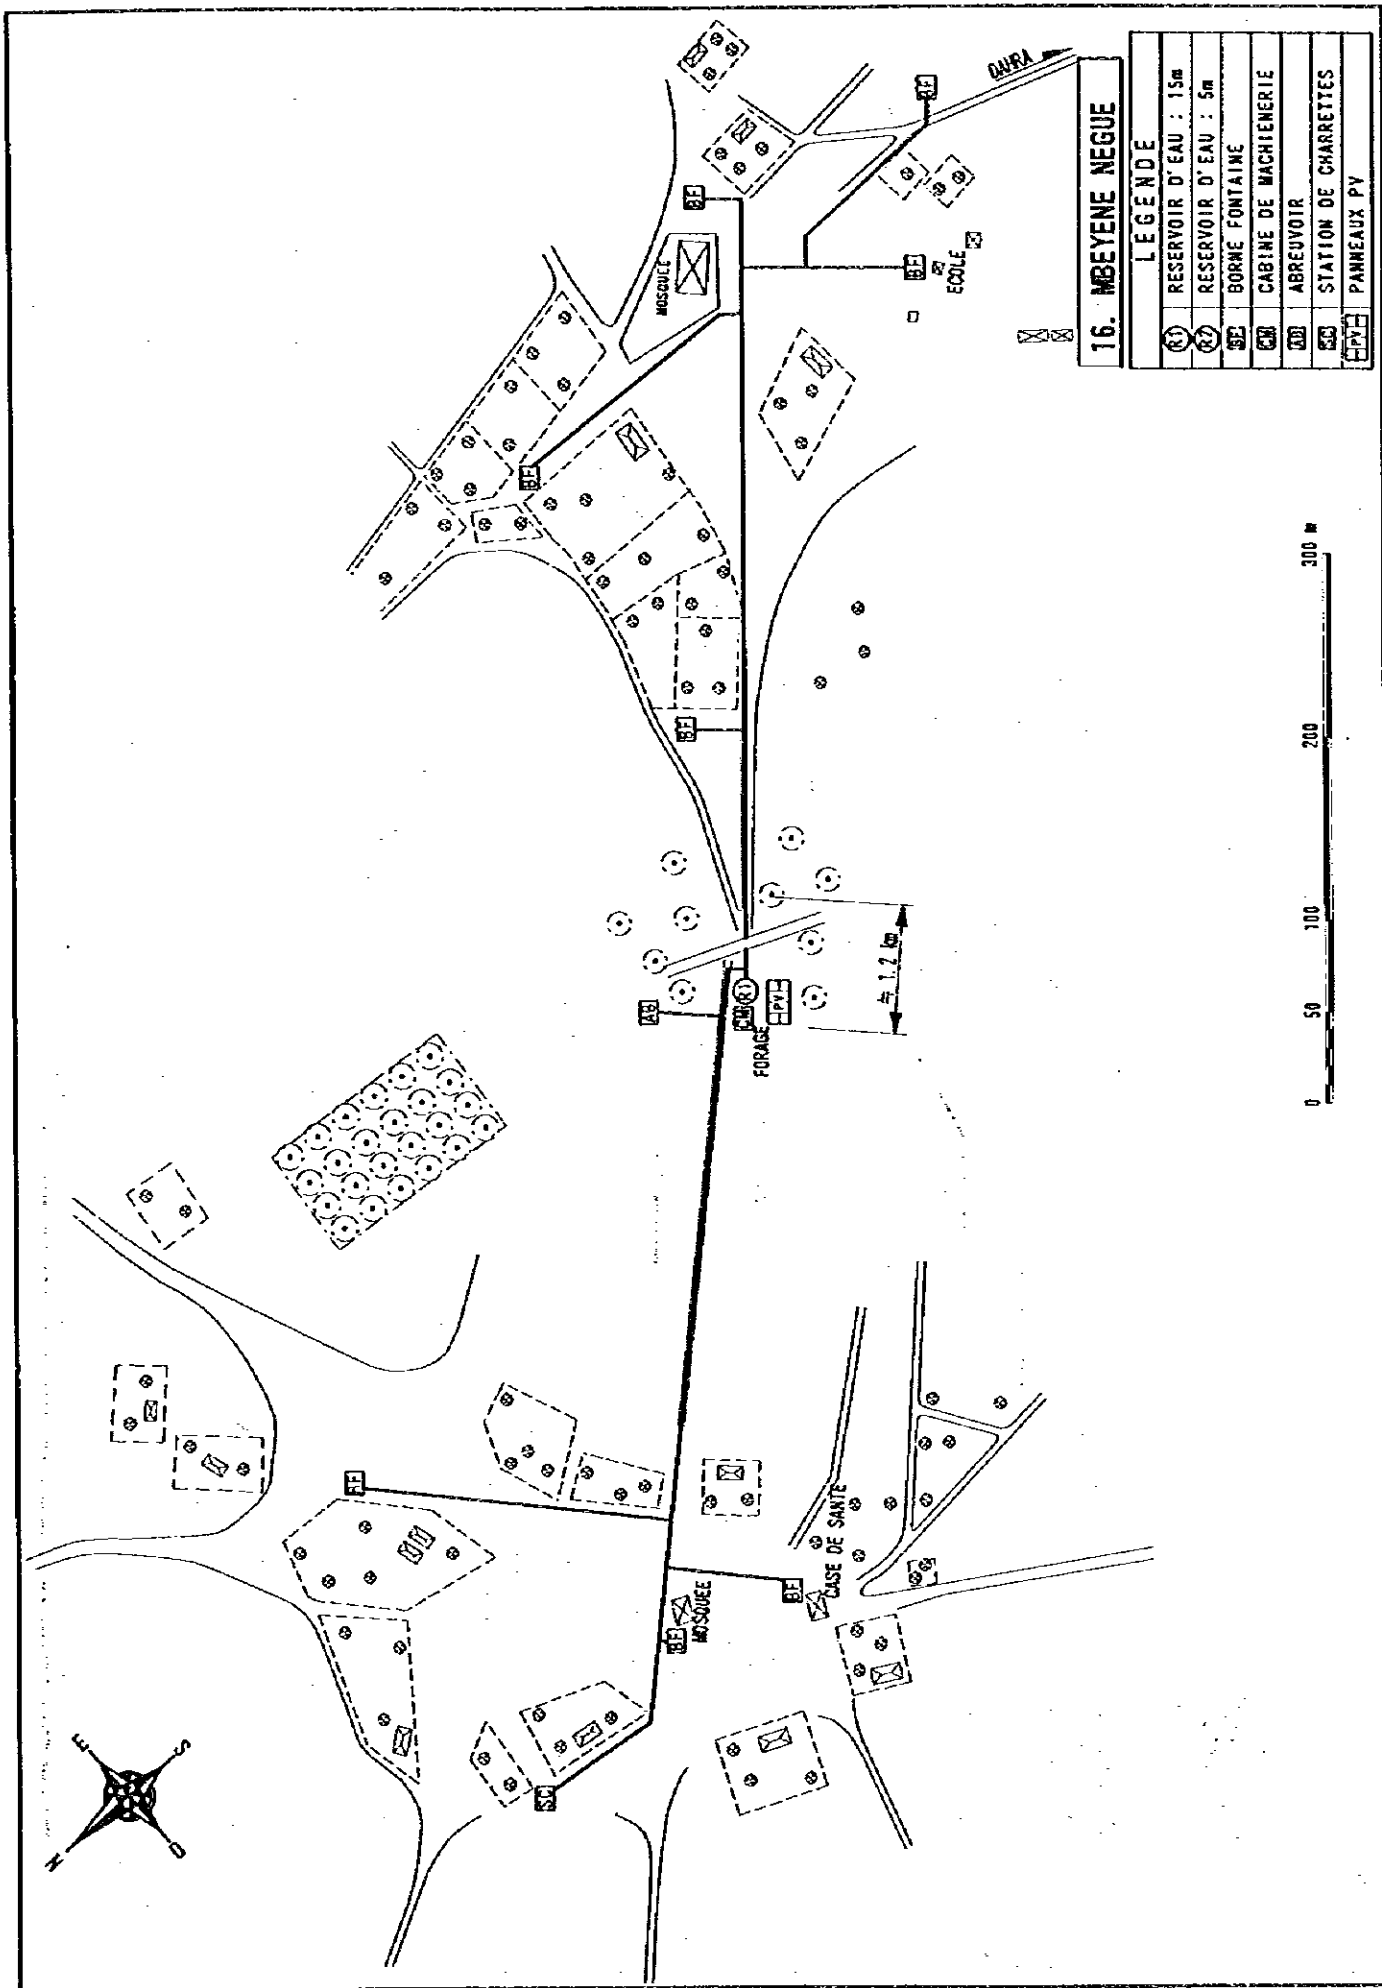 16. MBEYENE NEGUE
LEGENDE
R1 RESERVOIR D'EAU : 15m
R2 RESERVOIR D'EAU : 5m
BF BORNE FONTAINE
CM CABINE DE MACHIENERIE
AB ABREUVOIR
SC STATION DE CHARRETTES
PV PANNEAUX PV
DAHRA
BF
BF
MOSQUEE
BF
ECOLE
BF
BF
AB
CM
R1
PV
FORAGE
≒ 1.2 km
0 50 100 200 300 m
BF
BF
CASE DE SANTE
MOSQUEE
BF
SC
N
E
S
O